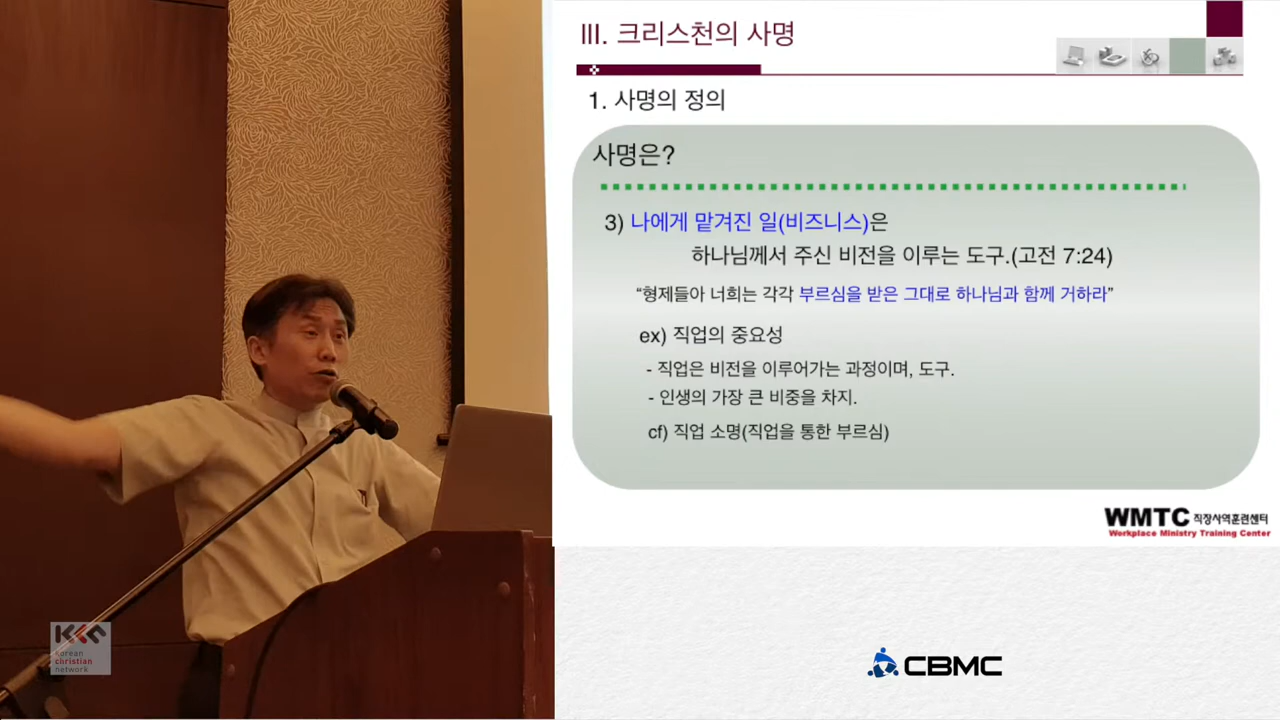 III. 크리스천의 사명
1. 사명의 정의
사명은?
3) 나에게 맡겨진 일(비즈니스)은
하나님께서 주신 비전을 이루는 도구.(고전 7:24)
“형제들아 너희는 각각 부르심을 받은 그대로 하나님과 함께 거하라”
ex) 직업의 중요성
- 직업은 비전을 이루어가는 과정이며, 도구.
- 인생의 가장 큰 비중을 차지.
cf) 직업 소명(직업을 통한 부르심)
WMTC 직장사역훈련센터
Workplace Ministry Training Center
CBMC
korean
christian
network